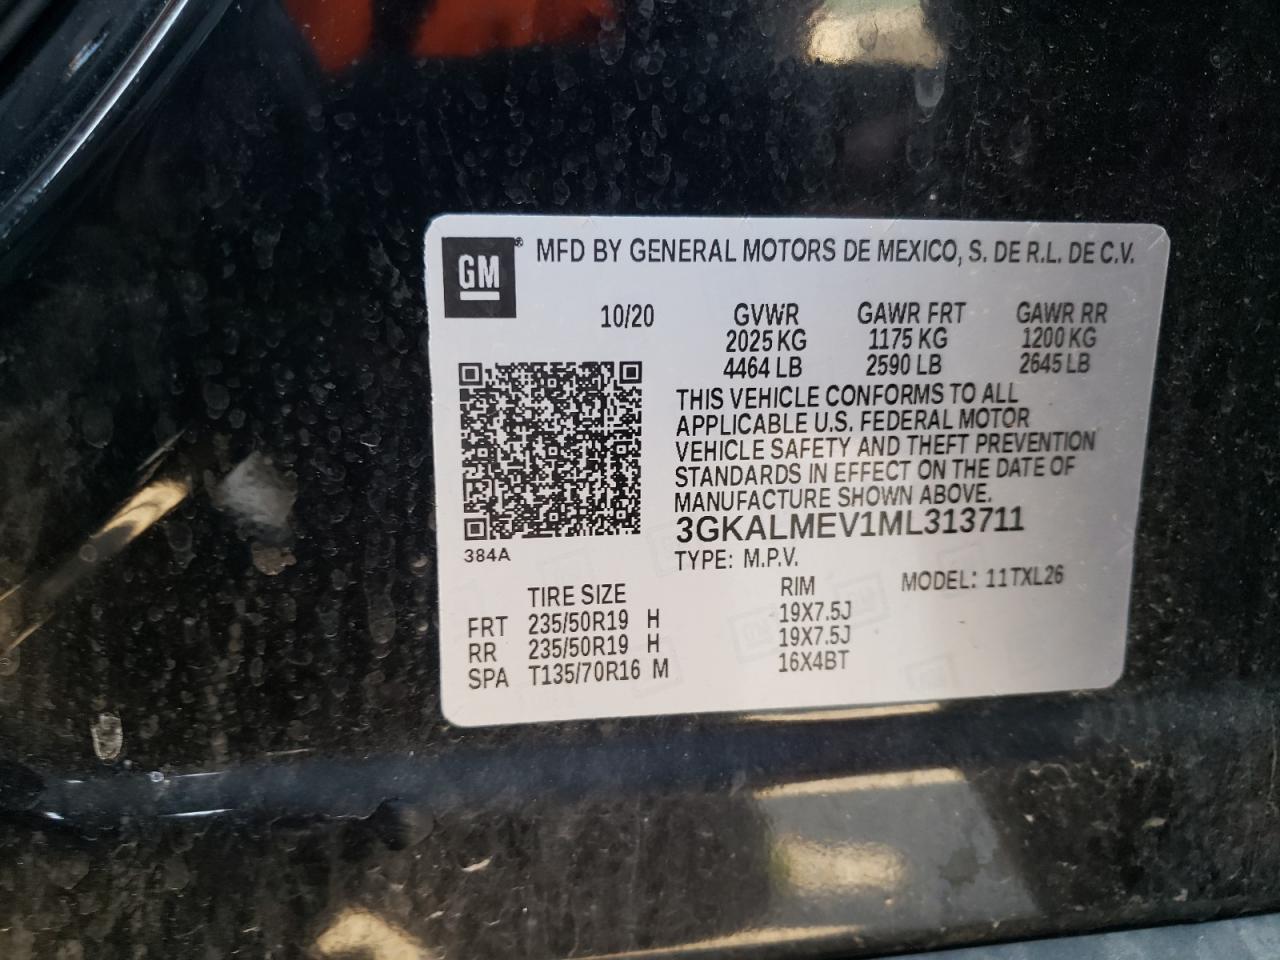 GM® MFD BY GENERAL MOTORS DE MEXICO, S. DE R.L. DE C.V.
10/20 GVWR GAWR FRT GAWR RR
2025 KG 1175 KG 1200 KG
4464 LB 2590 LB 2645 LB
THIS VEHICLE CONFORMS TO ALL
APPLICABLE U.S. FEDERAL MOTOR
VEHICLE SAFETY AND THEFT PREVENTION
STANDARDS IN EFFECT ON THE DATE OF
MANUFACTURE SHOWN ABOVE.
3GKALMEV1ML313711
384A TYPE: M.P.V.
TIRE SIZE RIM MODEL: 11TXL26
FRT 235/50R19 H 19X7.5J
RR 235/50R19 H 19X7.5J
SPA T135/70R16 M 16X4BT